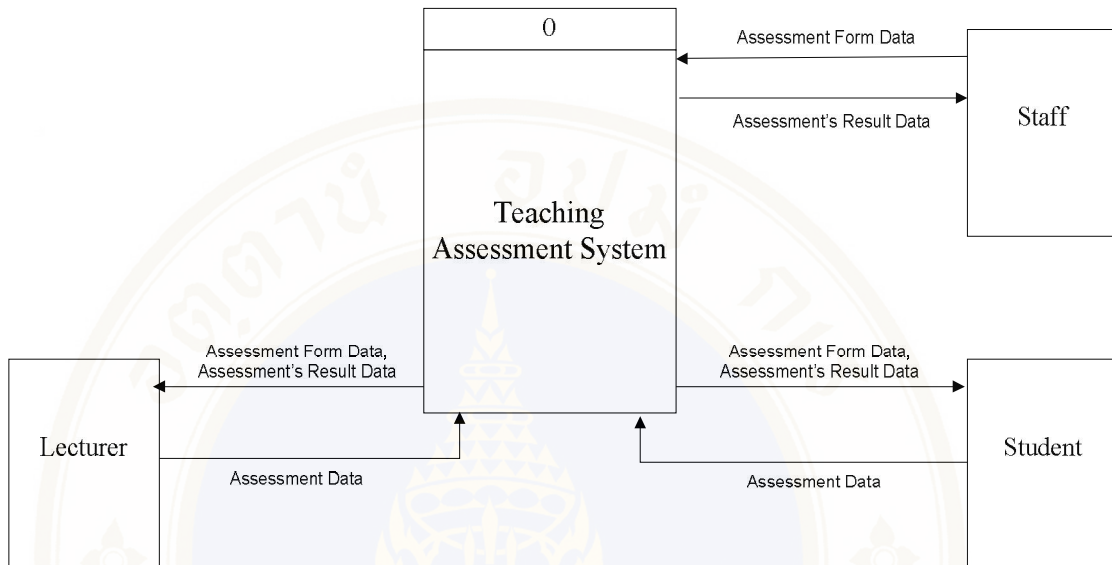 0
Assessment Form Data
Assessment's Result Data
Staff
Teaching
Assessment System
Assessment Form Data,
Assessment's Result Data
Assessment Form Data,
Assessment's Result Data
Lecturer
Student
Assessment Data
Assessment Data